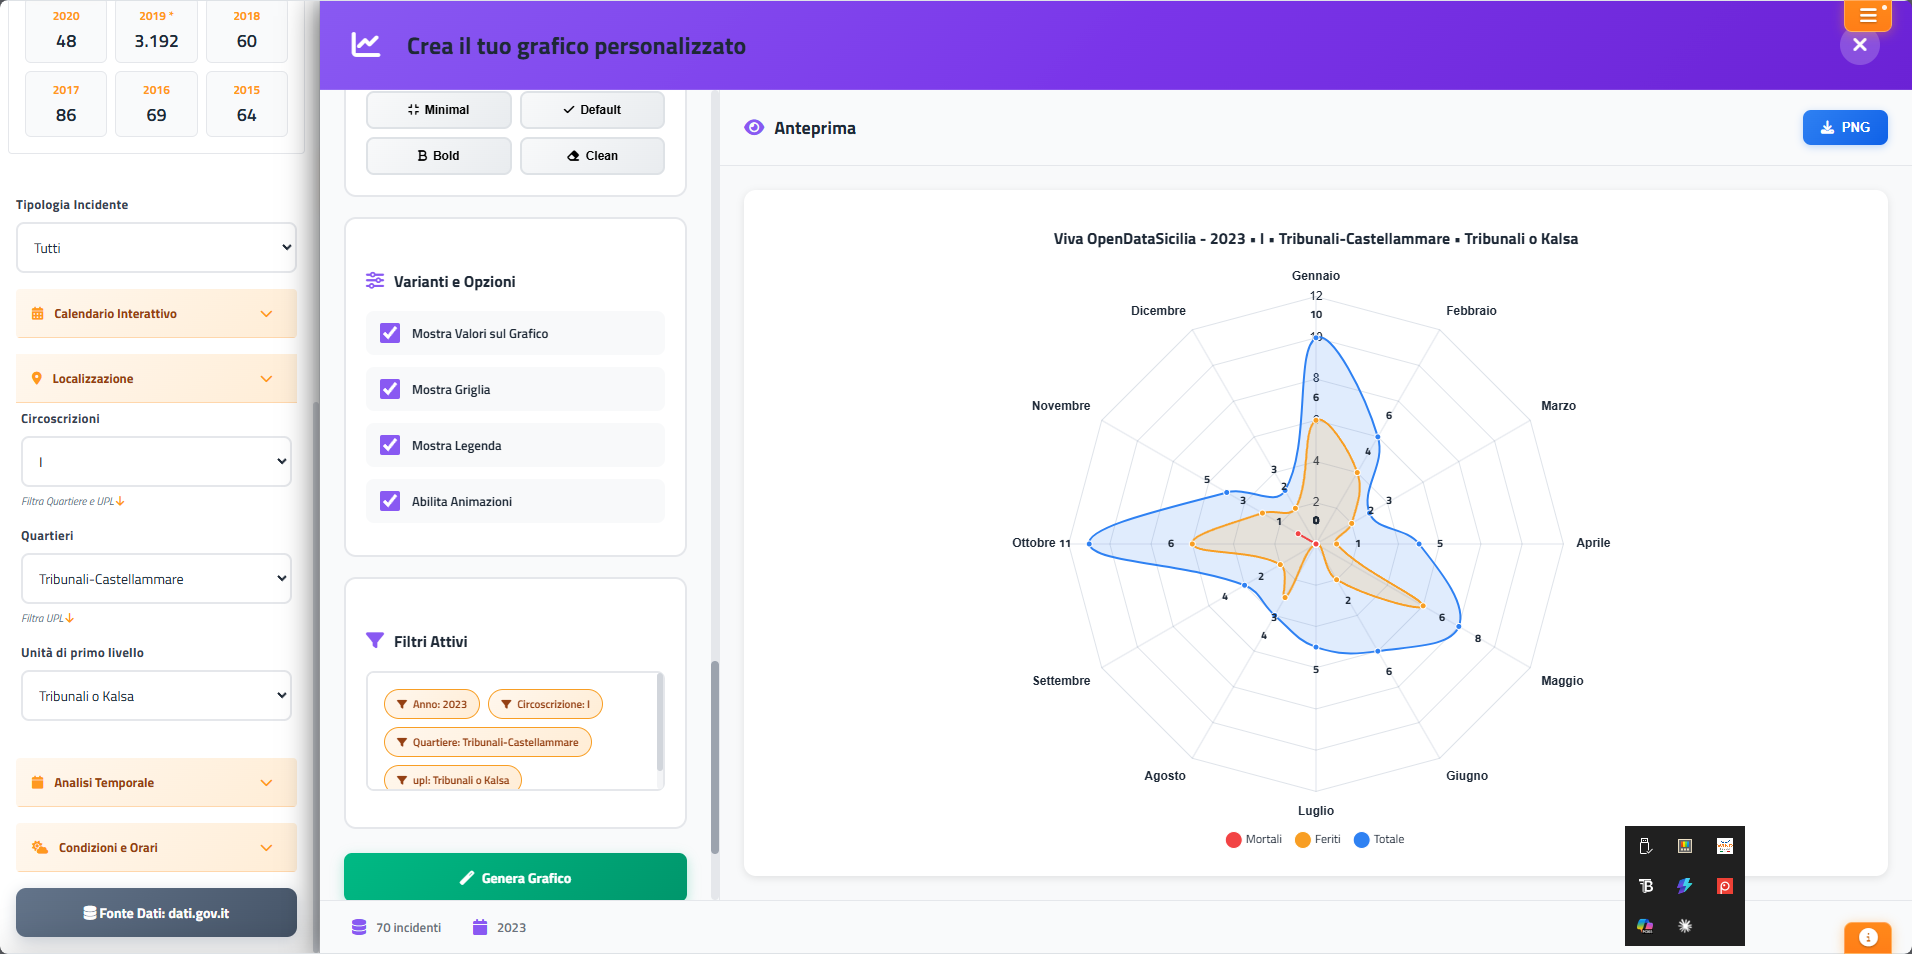 2020
2019 *
2018
48
3.192
60
2017
2016
2015
86
69
64
Tipologia Incidente
Tutti
Calendario Interattivo
Localizzazione
Circoscrizioni
I
Filtra Quartiere e UPL
Quartieri
Tribunali-Castellammare
Filtra UPL
Unità di primo livello
Tribunali o Kalsa
Analisi Temporale
Condizioni e Orari
Fonte Dati: dati.gov.it
Crea il tuo grafico personalizzato
Minimal
Default
Bold
Clean
Varianti e Opzioni
Mostra Valori sul Grafico
Mostra Griglia
Mostra Legenda
Abilita Animazioni
Filtri Attivi
Anno: 2023
Circoscrizione: I
Quartiere: Tribunali-Castellammare
upl: Tribunali o Kalsa
Genera Grafico
70 incidenti
2023
Anteprima
PNG
Viva OpenDataSicilia - 2023 • I • Tribunali-Castellammare • Tribunali o Kalsa
Gennaio
12
10
Dicembre
Febbraio
10
8
6
Novembre
Marzo
6
4
4
3
5
2
3
2
3
2
1
0
Ottobre 11
6
1
5
Aprile
2
4
2
3
6
4
8
5
6
Settembre
Maggio
Agosto
Giugno
Luglio
Mortali
Feriti
Totale